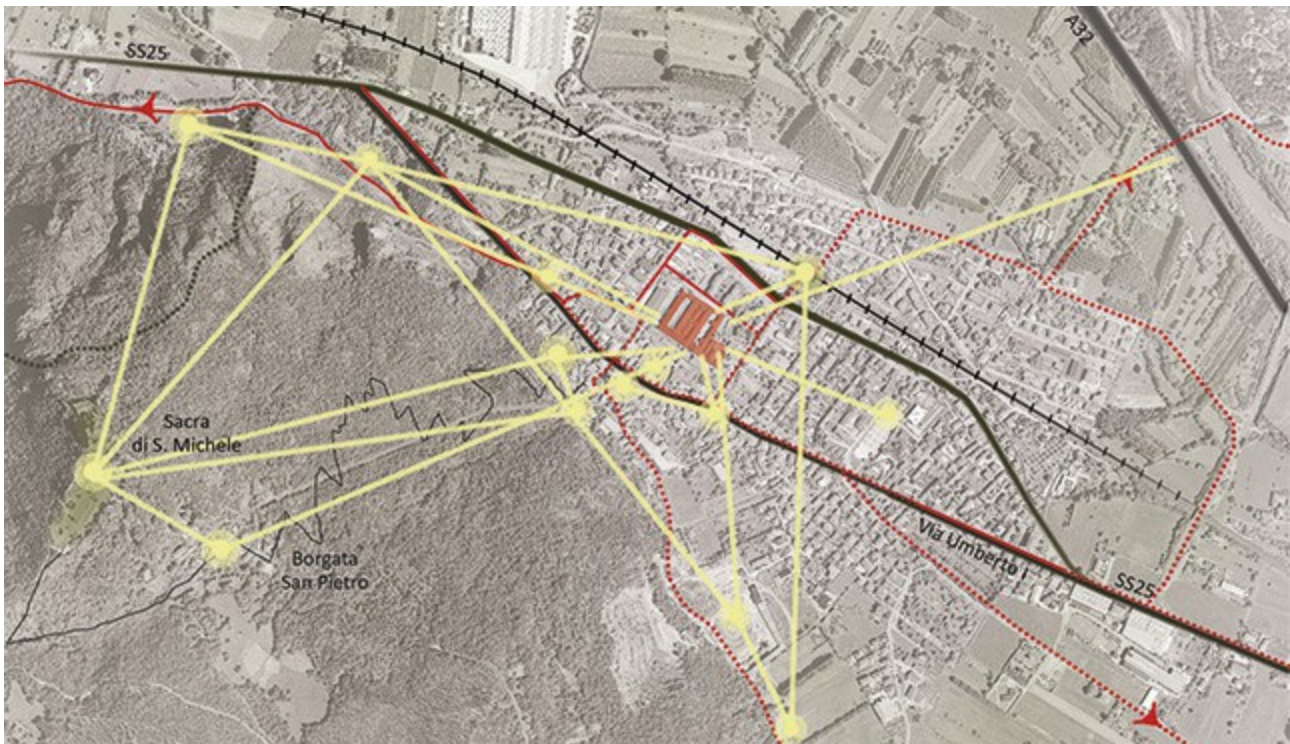 SS25
A32
Sacra
di S. Michele
Borgata
San Pietro
Via Umberto I
SS25